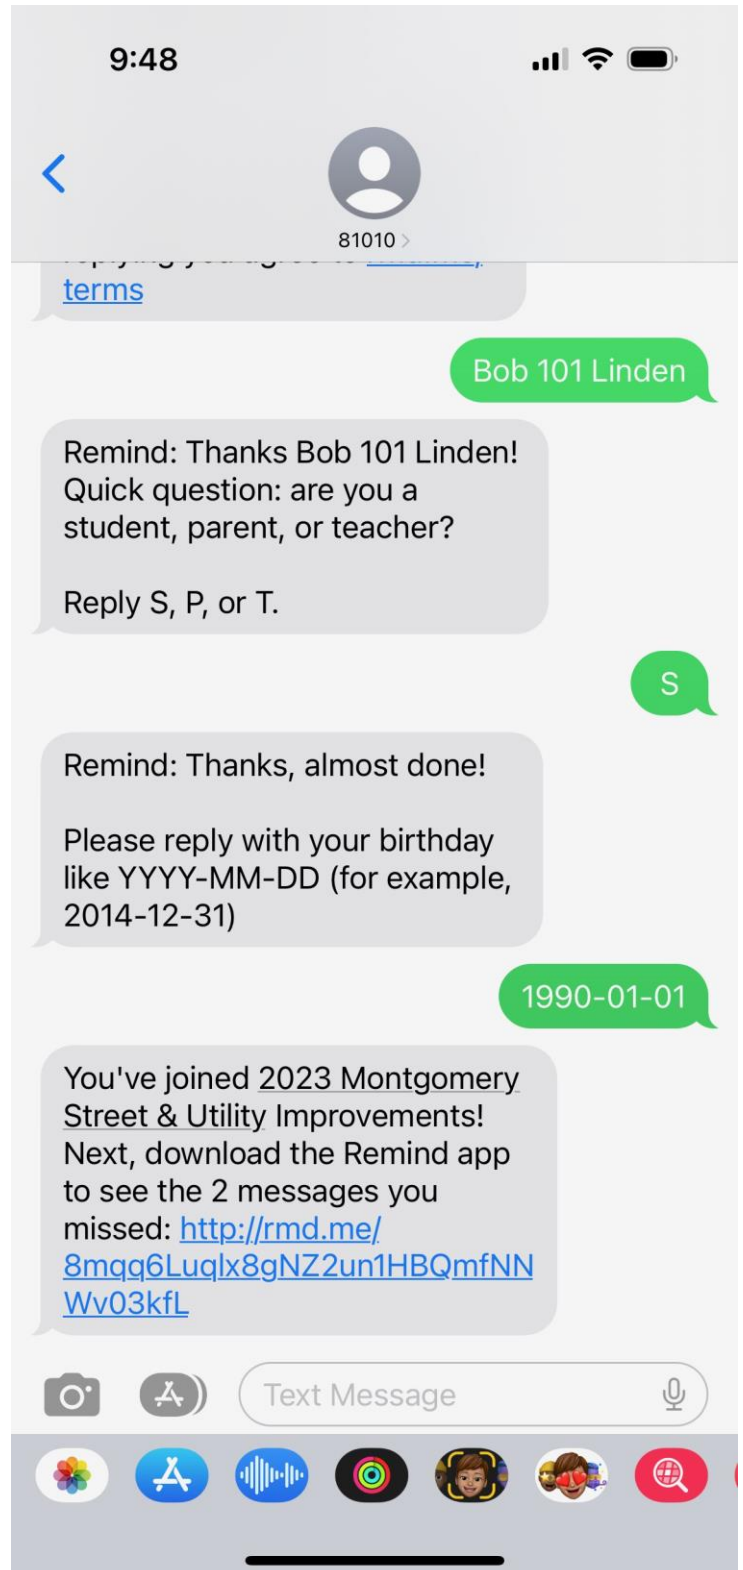 9:48
81010 >
terms
Bob 101 Linden
Remind: Thanks Bob 101 Linden!
Quick question: are you a
student, parent, or teacher?
Reply S, P, or T.
S
Remind: Thanks, almost done!
Please reply with your birthday
like YYYY-MM-DD (for example,
2014-12-31)
1990-01-01
You've joined 2023 Montgomery
Street & Utility Improvements!
Next, download the Remind app
to see the 2 messages you
missed: http://rmd.me/
8mqq6Luqlx8gNZ2un1HBQmfNN
Wv03kfL
Text Message